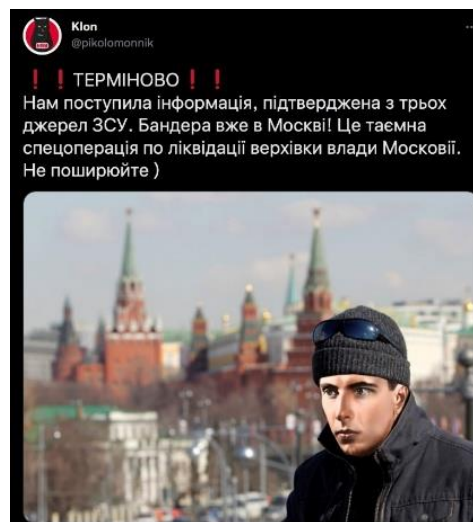 Klon
@pikolomonnik
❗❗ТЕРМІНОВО❗❗
Нам поступила інформація, підтверджена з трьох
джерел ЗСУ. Бандера вже в Москві! Це таємна
спецоперація по ліквідації верхівки влади Московії.
Не поширюйте )